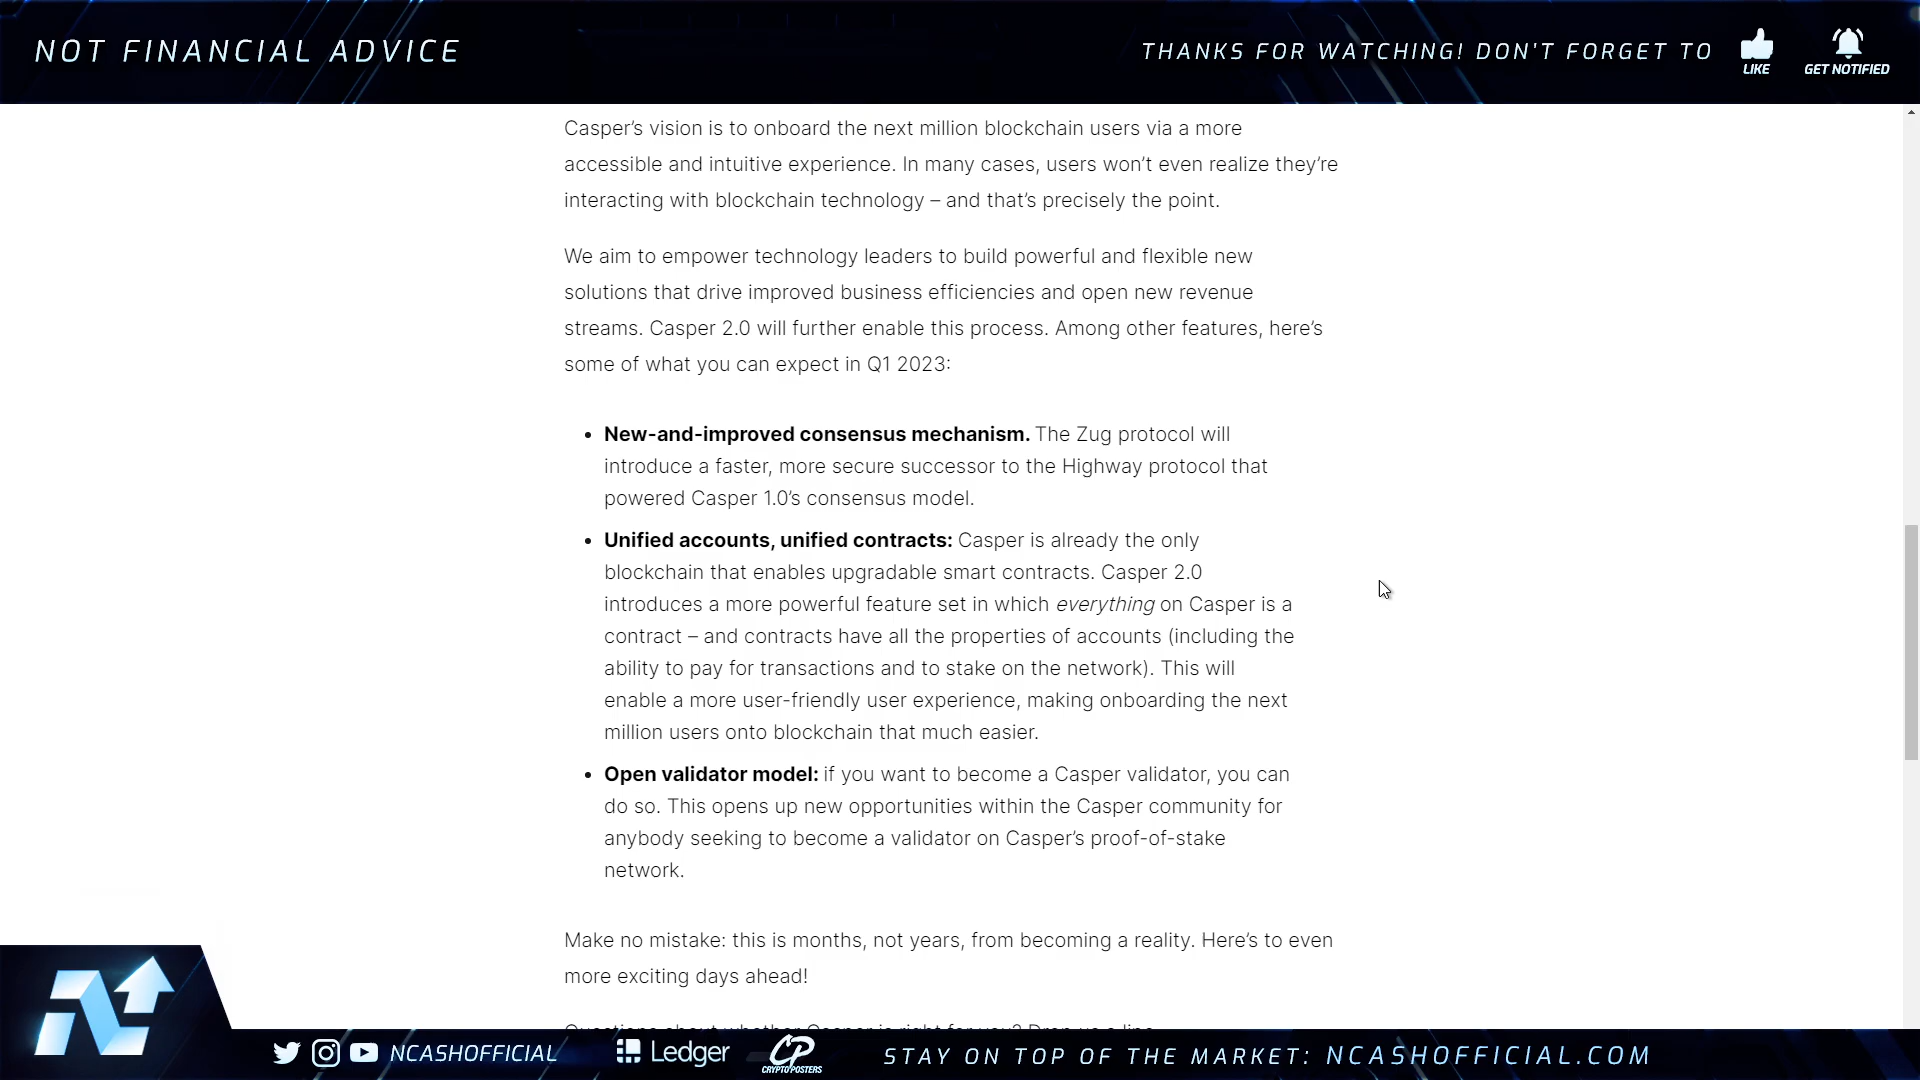 NOT FINANCIAL ADVICE
THANKS FOR WATCHING! DON'T FORGET TO
LIKE
GET NOTIFIED
Casper’s vision is to onboard the next million blockchain users via a more
accessible and intuitive experience. In many cases, users won’t even realize they’re
interacting with blockchain technology – and that’s precisely the point.
We aim to empower technology leaders to build powerful and flexible new
solutions that drive improved business efficiencies and open new revenue
streams. Casper 2.0 will further enable this process. Among other features, here’s
some of what you can expect in Q1 2023:
• New-and-improved consensus mechanism. The Zug protocol will
introduce a faster, more secure successor to the Highway protocol that
powered Casper 1.0’s consensus model.
• Unified accounts, unified contracts: Casper is already the only
blockchain that enables upgradable smart contracts. Casper 2.0
introduces a more powerful feature set in which everything on Casper is a
contract – and contracts have all the properties of accounts (including the
ability to pay for transactions and to stake on the network). This will
enable a more user-friendly user experience, making onboarding the next
million users onto blockchain that much easier.
• Open validator model: if you want to become a Casper validator, you can
do so. This opens up new opportunities within the Casper community for
anybody seeking to become a validator on Casper’s proof-of-stake
network.
Make no mistake: this is months, not years, from becoming a reality. Here’s to even
more exciting days ahead!
Questions about whether Casper is right for you? Drop us a line
NCASHOFFICIAL
Ledger
CP
CRYPTOPOSTERS
STAY ON TOP OF THE MARKET: NCASHOFFICIAL.COM